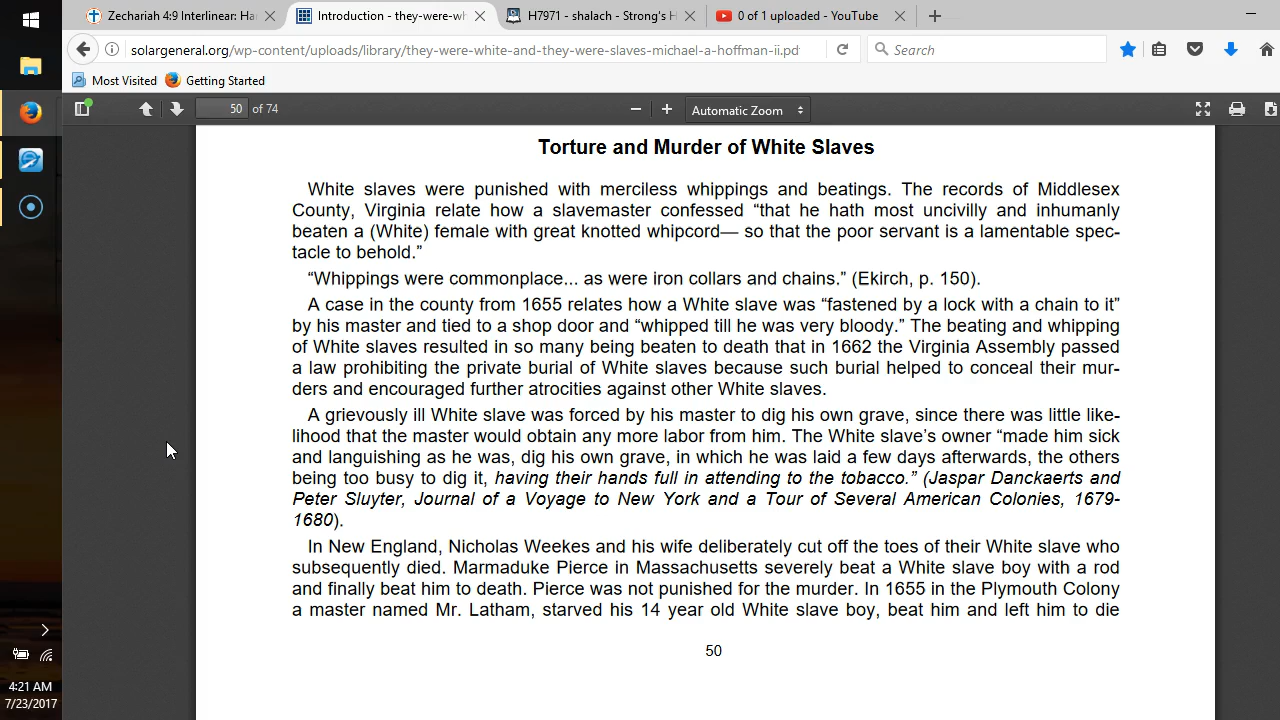 Zechariah 4:9 Interlinear: Ha
Introduction - they-were-wh
H7971 - shalach - Strong's H
0 of 1 uploaded - YouTube
solargeneral.org/wp-content/uploads/library/they-were-white-and-they-were-slaves-michael-a-hoffman-ii.pdf
Search
Most Visited
Getting Started
50 of 74
Automatic Zoom
Torture and Murder of White Slaves
White slaves were punished with merciless whippings and beatings. The records of Middlesex
County, Virginia relate how a slavemaster confessed “that he hath most uncivilly and inhumanly
beaten a (White) female with great knotted whipcord— so that the poor servant is a lamentable spec-
tacle to behold.”
“Whippings were commonplace... as were iron collars and chains.” (Ekirch, p. 150).
A case in the county from 1655 relates how a White slave was “fastened by a lock with a chain to it”
by his master and tied to a shop door and “whipped till he was very bloody.” The beating and whipping
of White slaves resulted in so many being beaten to death that in 1662 the Virginia Assembly passed
a law prohibiting the private burial of White slaves because such burial helped to conceal their mur-
ders and encouraged further atrocities against other White slaves.
A grievously ill White slave was forced by his master to dig his own grave, since there was little like-
lihood that the master would obtain any more labor from him. The White slave’s owner “made him sick
and languishing as he was, dig his own grave, in which he was laid a few days afterwards, the others
being too busy to dig it, having their hands full in attending to the tobacco.” (Jaspar Danckaerts and
Peter Sluyter, Journal of a Voyage to New York and a Tour of Several American Colonies, 1679-
1680).
In New England, Nicholas Weekes and his wife deliberately cut off the toes of their White slave who
subsequently died. Marmaduke Pierce in Massachusetts severely beat a White slave boy with a rod
and finally beat him to death. Pierce was not punished for the murder. In 1655 in the Plymouth Colony
a master named Mr. Latham, starved his 14 year old White slave boy, beat him and left him to die
50
4:21 AM
7/23/2017